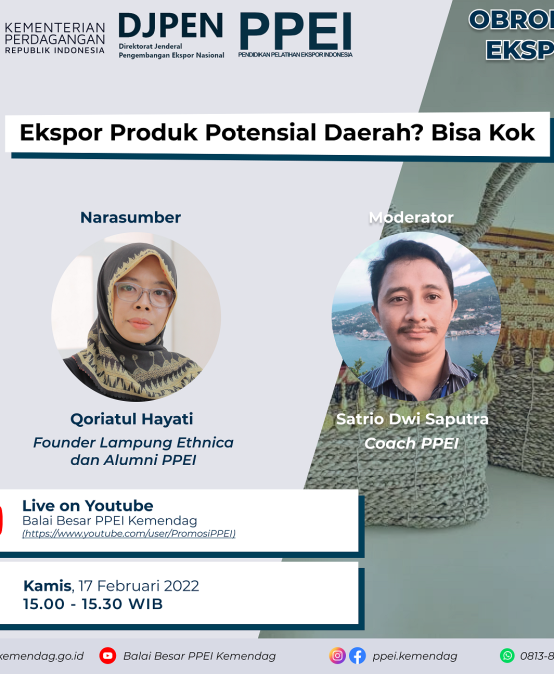 KEMENTERIAN
PERDAGANGAN
REPUBLIK INDONESIA
DJPEN
Direktorat Jenderal
Pengembangan Ekspor Nasional
PPEI
PENDIDIKAN PELATIHAN EKSPOR INDONESIA
OBRO
EKSP
Ekspor Produk Potensial Daerah? Bisa Kok
Narasumber
Moderator
Qoriatul Hayati
Founder Lampung Ethnica
dan Alumni PPEI
Satrio Dwi Saputra
Coach PPEI
Live on Youtube
Balai Besar PPEI Kemendag
(https://www.youtube.com/user/PromosiPPEI)
Kamis, 17 Februari 2022
15.00 - 15.30 WIB
kemendag.go.id
Balai Besar PPEI Kemendag
ppei.kemendag
0813-8